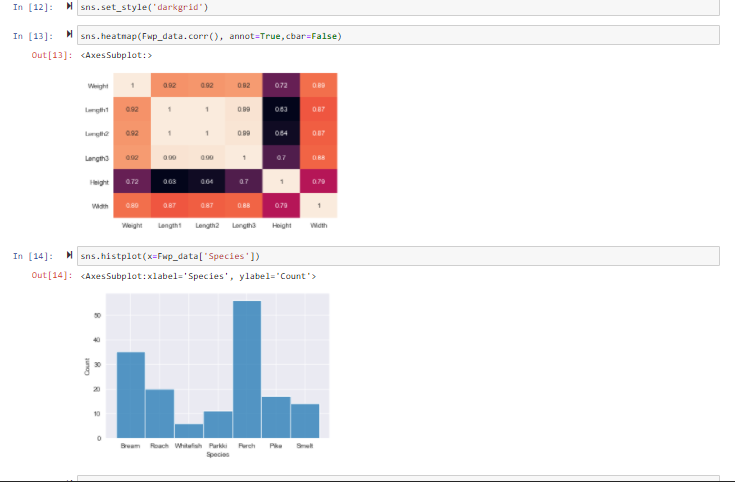 In [12]: sns.set_style('darkgrid')
In [13]: sns.heatmap(Fwp_data.corr(), annot=True,cbar=False)
Out[13]: <AxesSubplot:>
Weight 1 0.92 0.92 0.92 0.72 0.89
Length1 0.92 1 1 0.99 0.63 0.87
Length2 0.92 1 1 0.99 0.64 0.87
Length3 0.92 0.99 0.99 1 0.7 0.88
Height 0.72 0.63 0.64 0.7 1 0.79
Width 0.89 0.87 0.87 0.88 0.79 1
Weight Length1 Length2 Length3 Height Width
In [14]: sns.histplot(x=Fwp_data['Species'])
Out[14]: <AxesSubplot:xlabel='Species', ylabel='Count'>
50
40
30
20
10
0
Count
Bream Roach Whitefish Parkki Perch Pike Smelt
Species